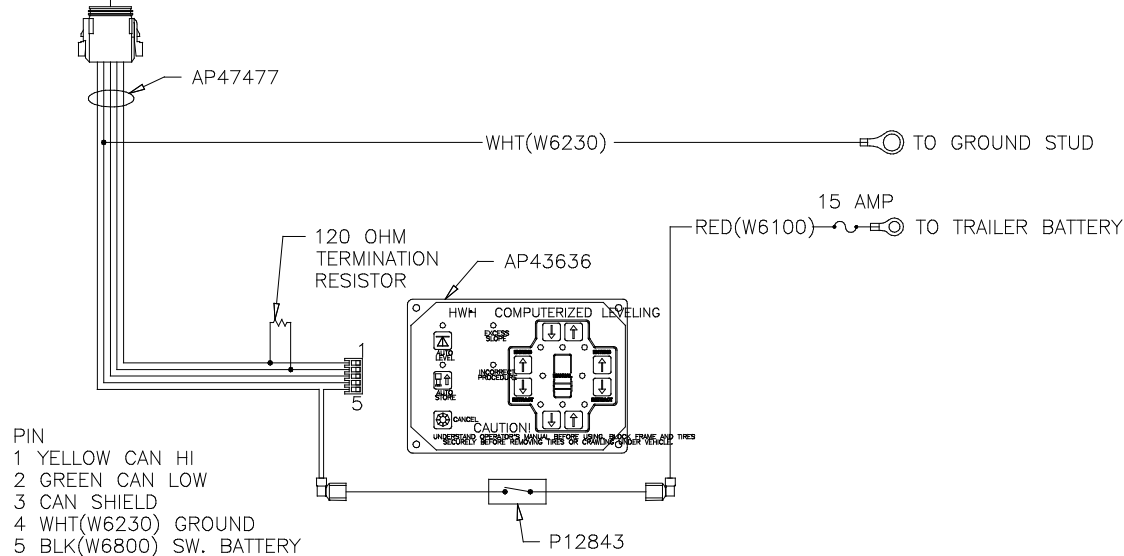 AP47477
WHT(W6230)
TO GROUND STUD
15 AMP
RED(W6100)
TO TRAILER BATTERY
120 OHM
TERMINATION
RESISTOR
AP43636
HWH COMPUTERIZED LEVELING
EXCESS
SLOPE
AUTO
LEVEL
INCORRECT
PROCEDURE
AUTO
STORE
CANCEL
CAUTION!
UNDERSTAND OPERATOR'S MANUAL BEFORE USING. BLOCK FRAME AND TIRES
SECURELY BEFORE REMOVING TIRES OR CRAWLING UNDER VEHICLE
1
5
PIN
1 YELLOW CAN HI
2 GREEN CAN LOW
3 CAN SHIELD
4 WHT(W6230) GROUND
5 BLK(W6800) SW. BATTERY
P12843